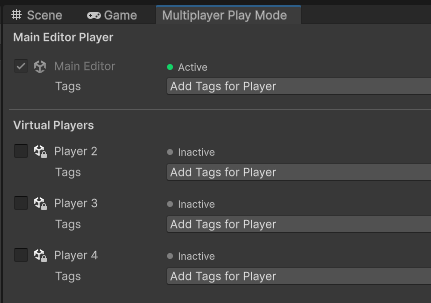 Scene Game Multiplayer Play Mode
Main Editor Player
Main Editor Active
Tags Add Tags for Player
Virtual Players
Player 2 Inactive
Tags Add Tags for Player
Player 3 Inactive
Tags Add Tags for Player
Player 4 Inactive
Tags Add Tags for Player